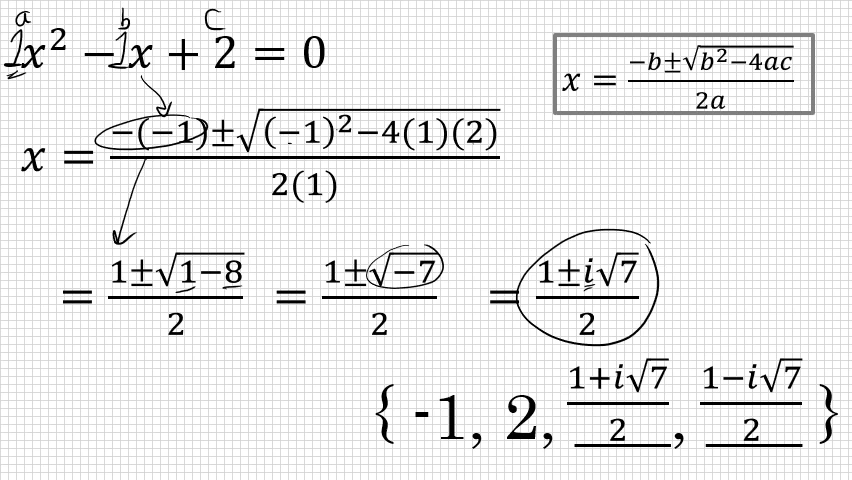 a b c
1x² − 1x + 2 = 0
x = (−b±√(b²−4ac))/(2a)
x = (−(−1)±√((−1)²−4(1)(2)))/(2(1))
= (1±√(1−8))/2 = (1±√(−7))/2 = (1±i√7)/2
{ -1, 2, (1+i√7)/2, (1−i√7)/2 }